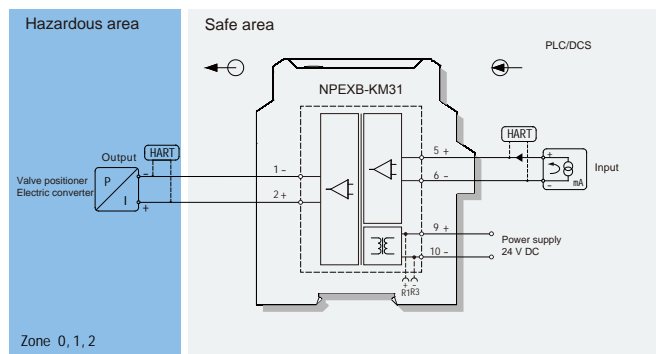 Hazardous area
Safe area
PLC/DCS
NPEXB-KM31
HART
Output
1 -
2 +
5 +
6 -
HART
+
-
mA
Input
Valve positioner
Electric converter
P
I
-
+
9 +
10 -
Power supply
24 V DC
+ -
R1R3
Zone 0, 1, 2